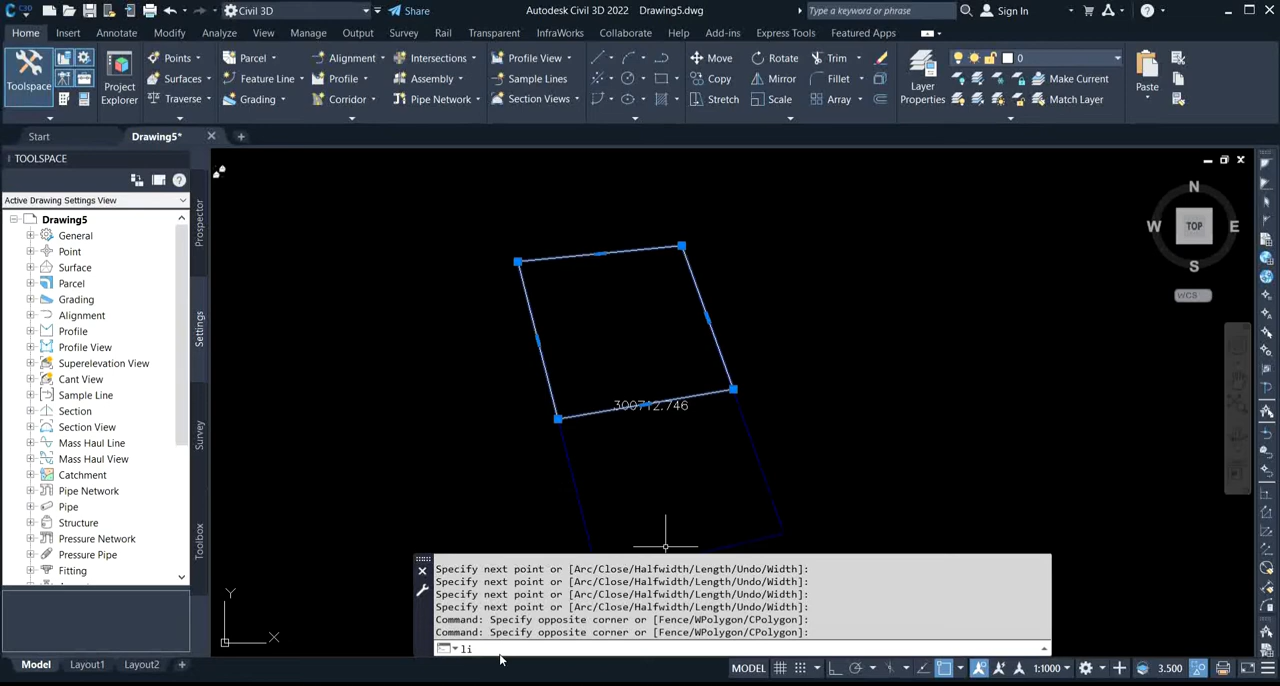 Civil 3D
Share
Autodesk Civil 3D 2022 Drawing5.dwg
Type a keyword or phrase
Sign In
Home Insert Annotate Modify Analyze View Manage Output Survey Rail Transparent InfraWorks Collaborate Help Add-ins Express Tools Featured Apps
Toolspace
Project Explorer
Points Parcel Alignment Intersections Profile View Move Rotate Trim
Surfaces Feature Line Profile Assembly Sample Lines Copy Mirror Fillet
Traverse Grading Corridor Pipe Network Section Views Stretch Scale Array
Layer Properties
0
Make Current
Match Layer
Paste
Start Drawing5*
TOOLSPACE
Active Drawing Settings View
Drawing5
General
Point
Surface
Parcel
Grading
Alignment
Profile
Profile View
Superelevation View
Cant View
Sample Line
Section
Section View
Mass Haul Line
Mass Haul View
Catchment
Pipe Network
Pipe
Structure
Pressure Network
Pressure Pipe
Fitting
Prospector
Settings
Survey
Toolbox
N
W TOP E
S
WCS
300712.746
Y
X
Specify next point or [Arc/Close/Halfwidth/Length/Undo/Width]:
Specify next point or [Arc/Close/Halfwidth/Length/Undo/Width]:
Specify next point or [Arc/Close/Halfwidth/Length/Undo/Width]:
Specify next point or [Arc/Close/Halfwidth/Length/Undo/Width]:
Command: Specify opposite corner or [Fence/WPolygon/CPolygon]:
Command: Specify opposite corner or [Fence/WPolygon/CPolygon]:
li
Model Layout1 Layout2 +
MODEL 1:1000 3.500